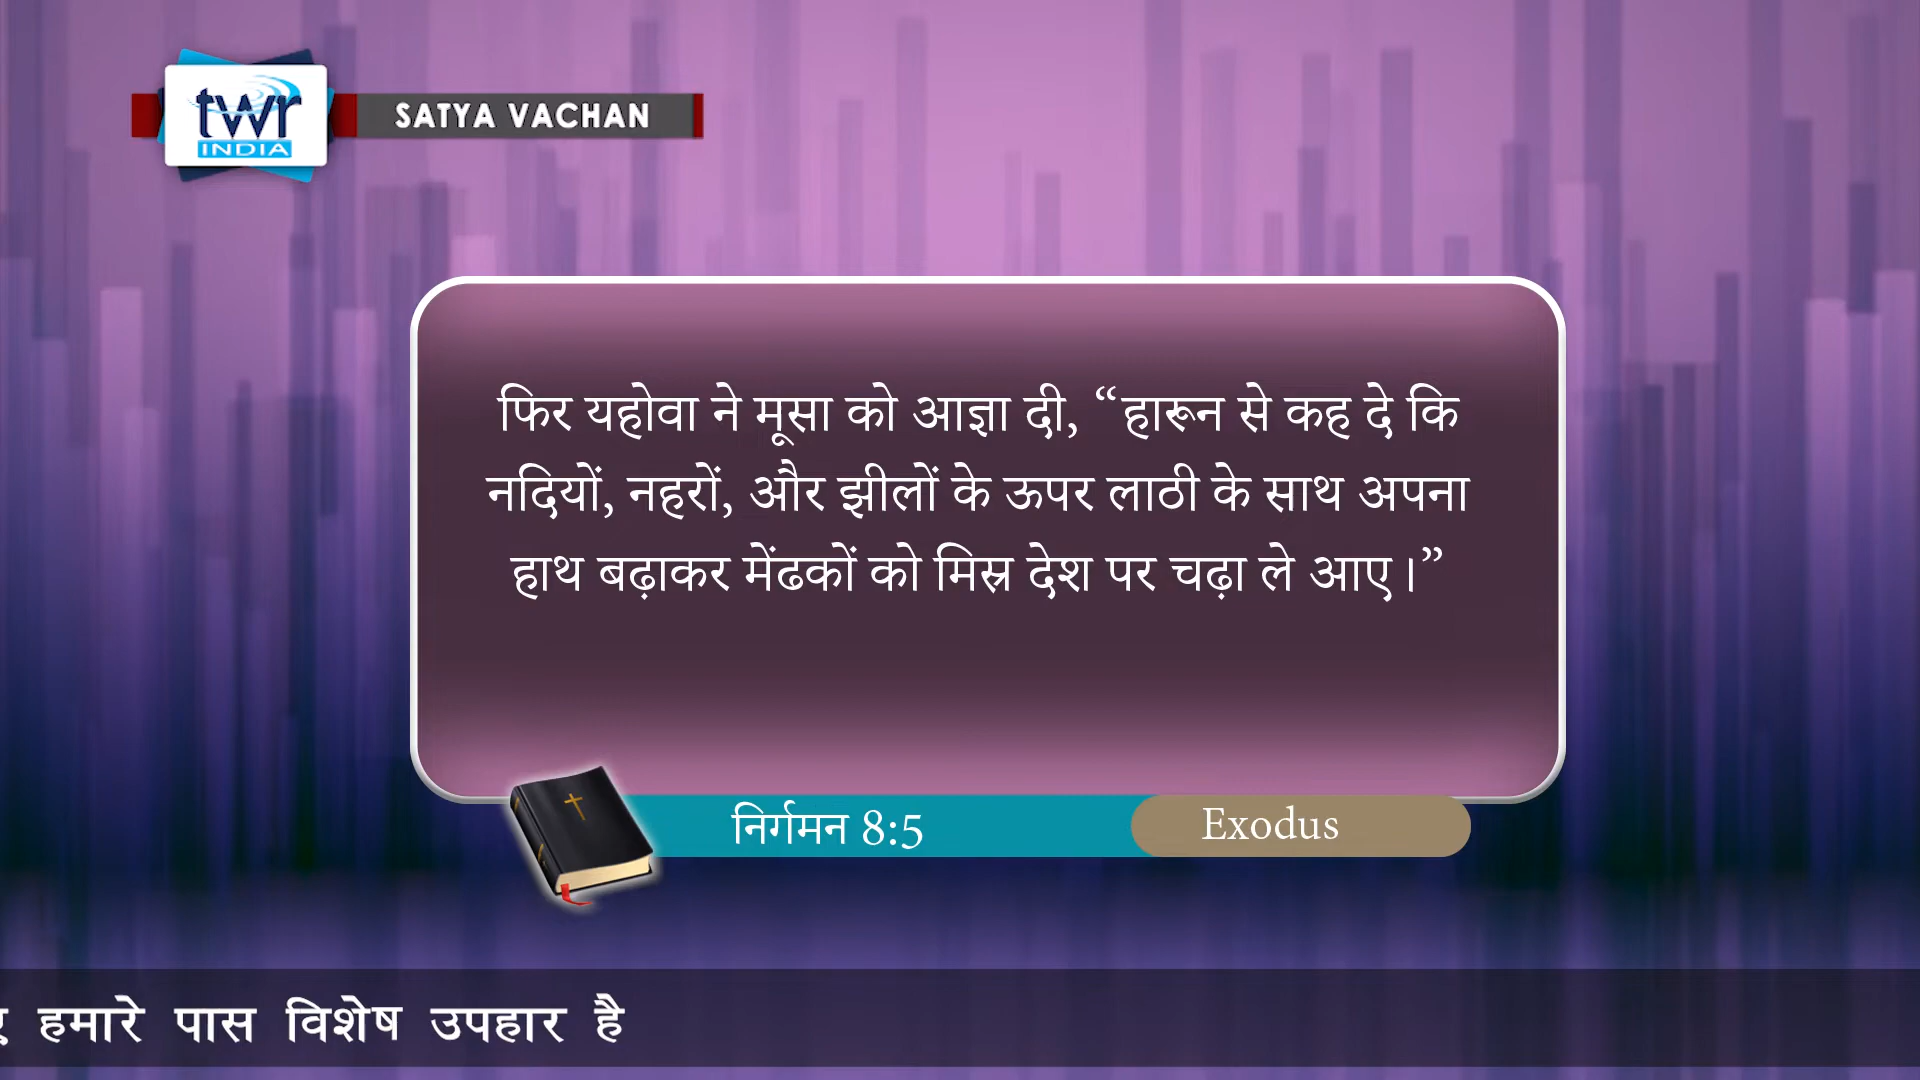 twr
INDIA
SATYA VACHAN
फिर यहोवा ने मूसा को आज्ञा दी, “हारून से कह दे कि
नदियों, नहरों, और झीलों के ऊपर लाठी के साथ अपना
हाथ बढ़ाकर मेंढकों को मिस्र देश पर चढ़ा ले आए।”
निर्गमन 8:5
Exodus
हमारे पास विशेष उपहार है